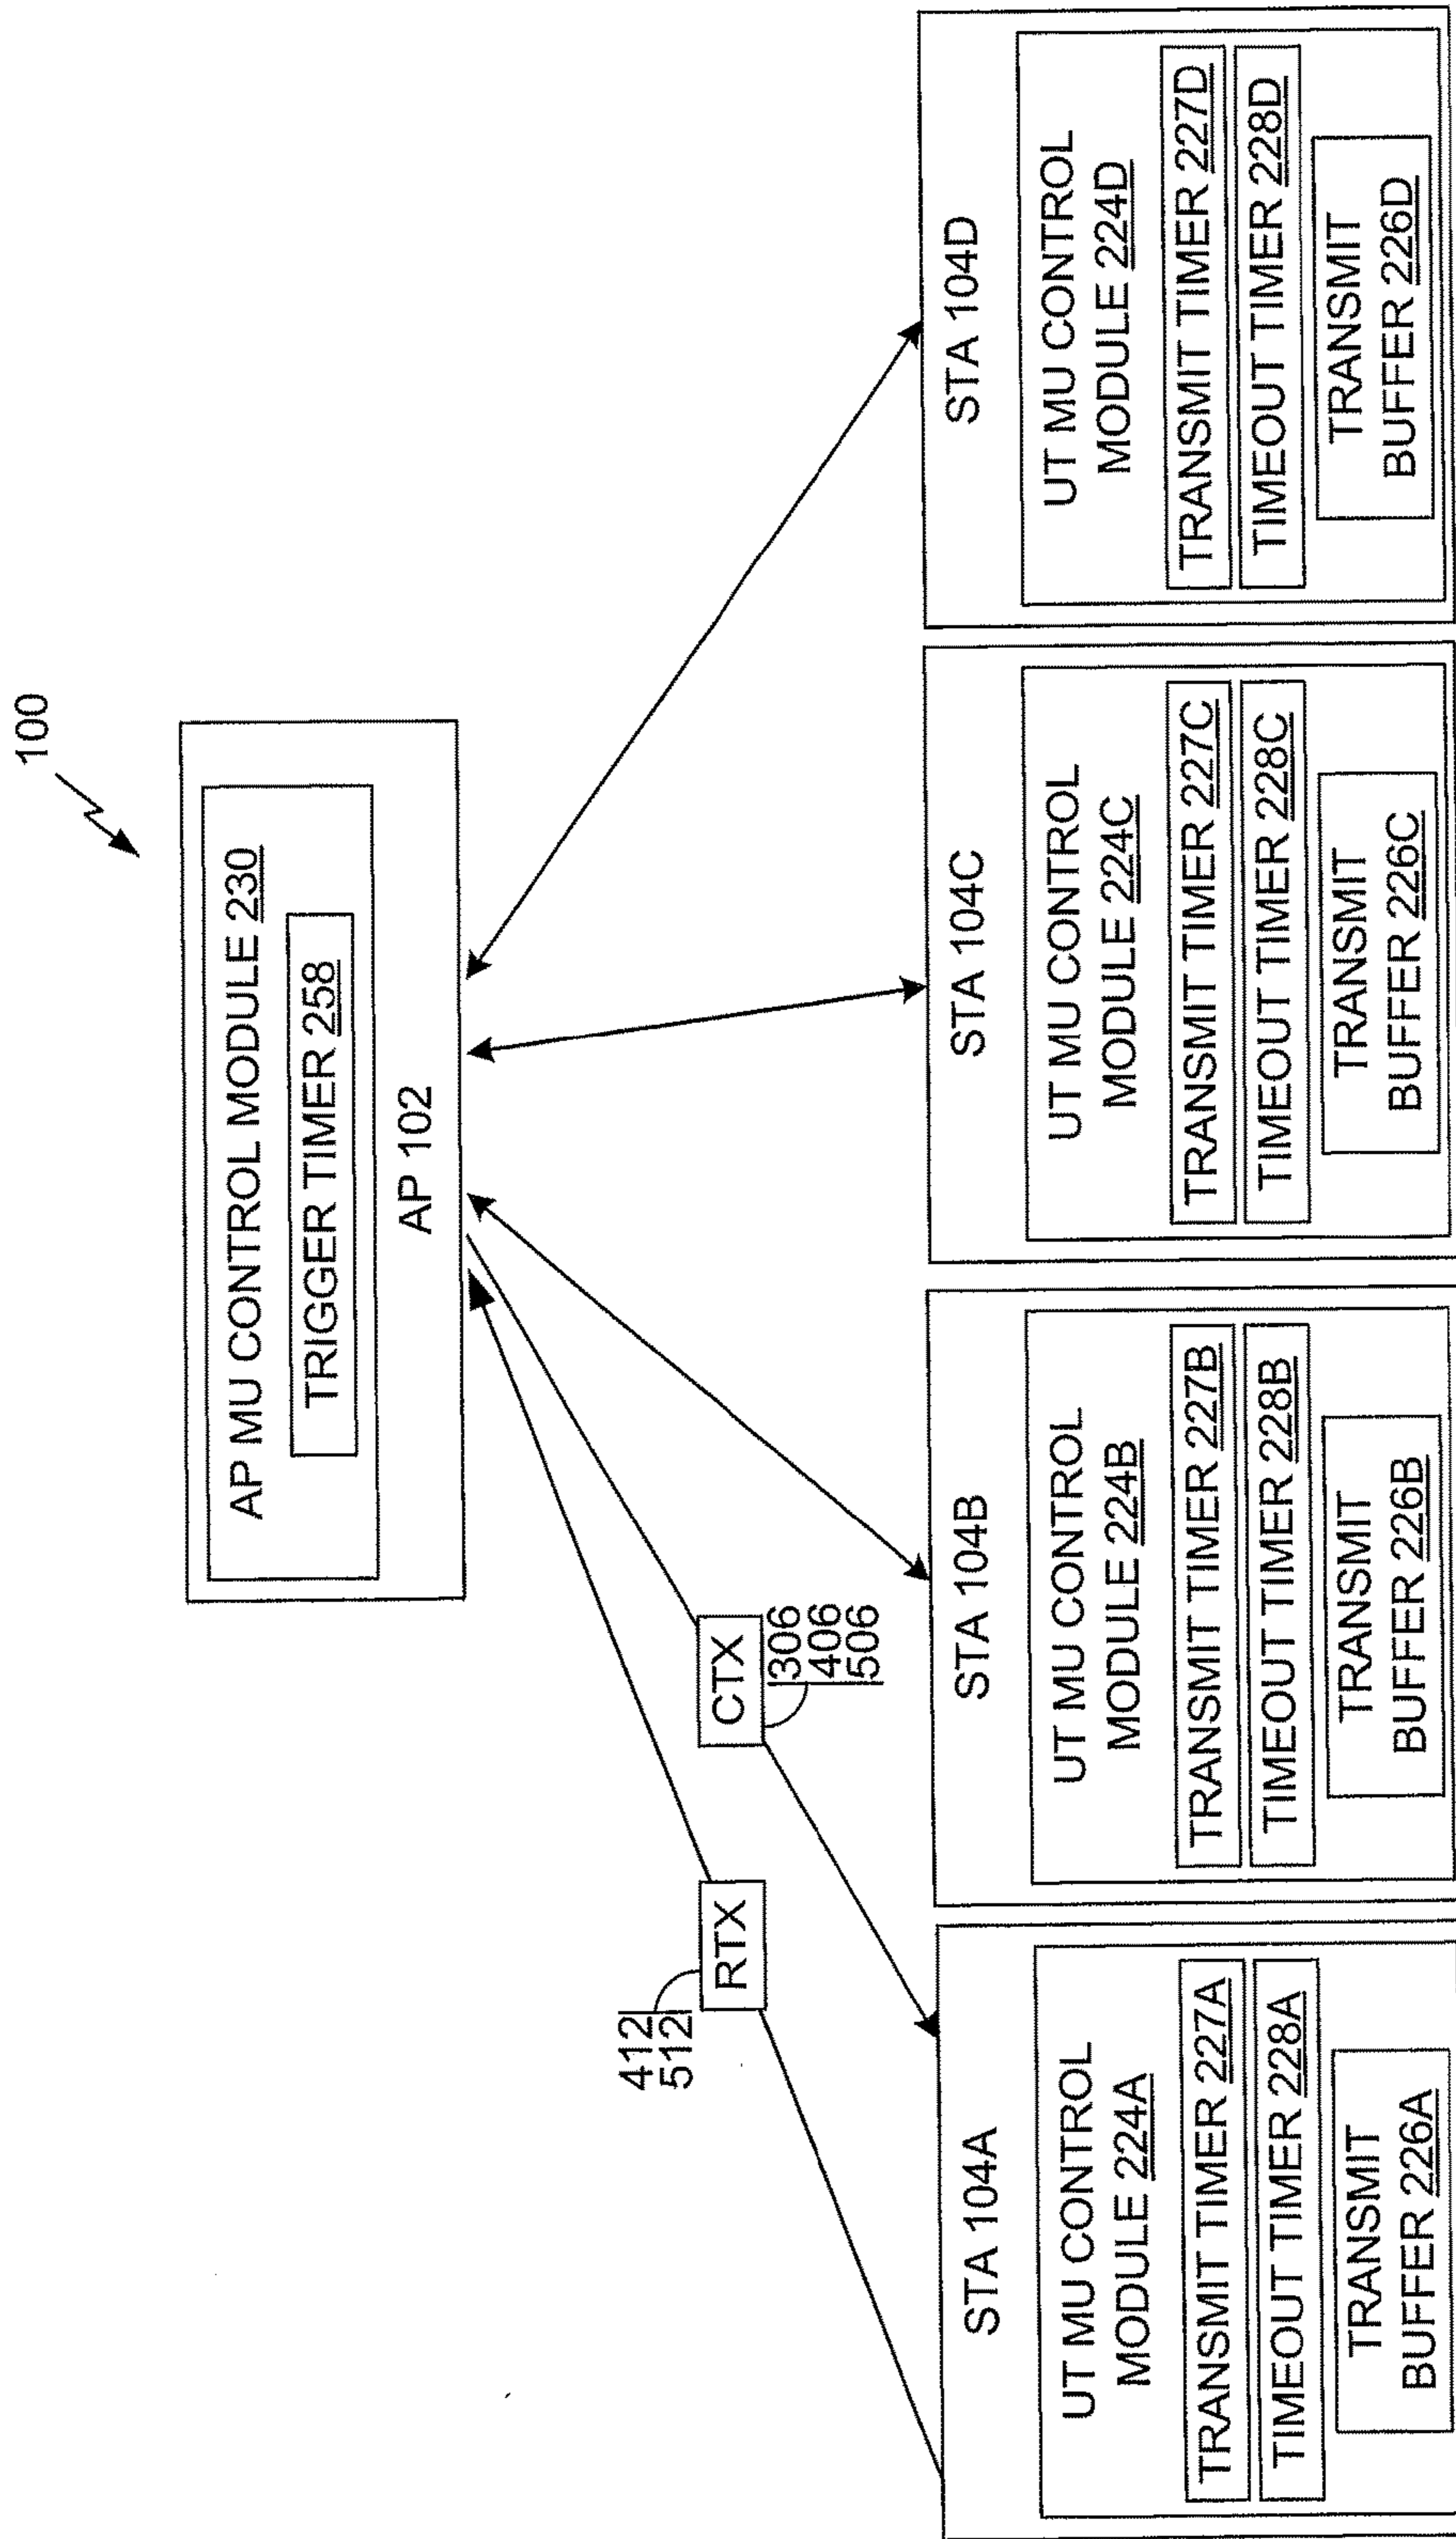 100
AP MU CONTROL MODULE 230
TRIGGER TIMER 258
AP 102
412
512
RTX
CTX
306
406
506
STA 104A
UT MU CONTROL
MODULE 224A
TRANSMIT TIMER 227A
TIMEOUT TIMER 228A
TRANSMIT
BUFFER 226A
STA 104B
UT MU CONTROL
MODULE 224B
TRANSMIT TIMER 227B
TIMEOUT TIMER 228B
TRANSMIT
BUFFER 226B
STA 104C
UT MU CONTROL
MODULE 224C
TRANSMIT TIMER 227C
TIMEOUT TIMER 228C
TRANSMIT
BUFFER 226C
STA 104D
UT MU CONTROL
MODULE 224D
TRANSMIT TIMER 227D
TIMEOUT TIMER 228D
TRANSMIT
BUFFER 226D